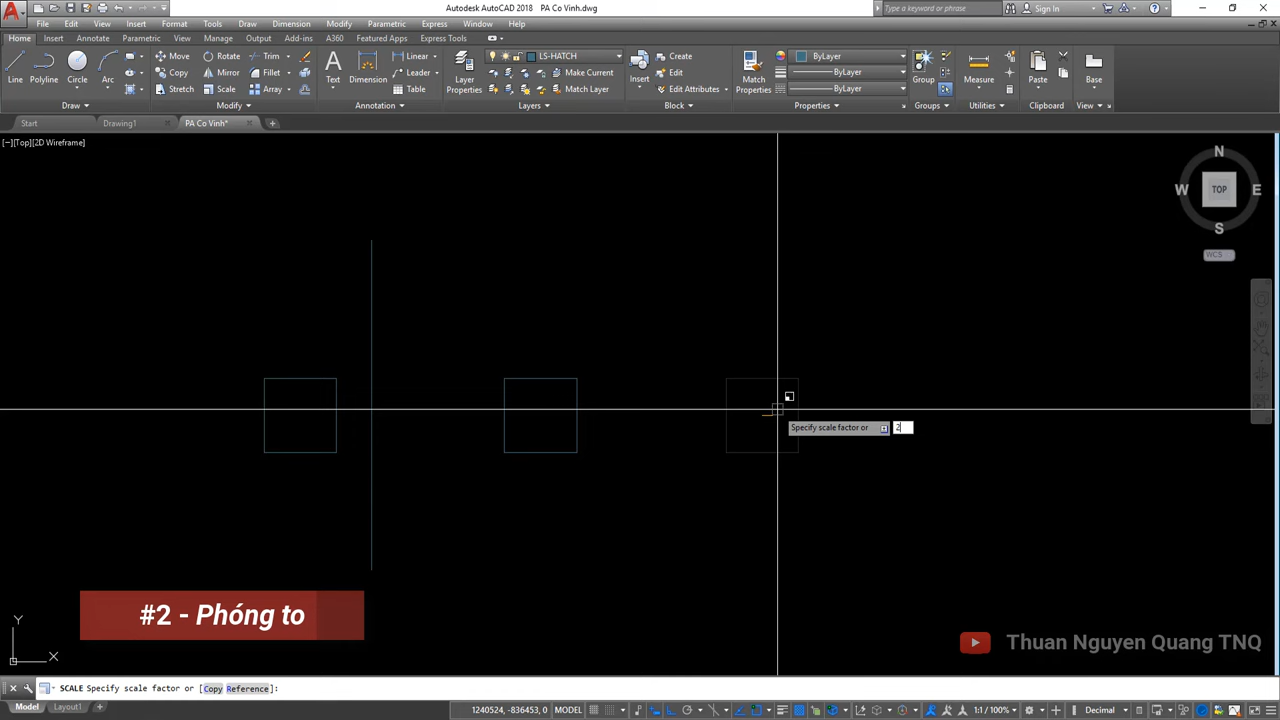 Autodesk AutoCAD 2018   PA Co Vinh.dwg
Type a keyword or phrase
Sign In
File Edit View Insert Format Tools Draw Dimension Modify Parametric Express Window Help
Home Insert Annotate Parametric View Manage Output Add-ins A360 Featured Apps Express Tools
Line
Polyline
Circle
Arc
Move
Rotate
Trim
Copy
Mirror
Fillet
Stretch
Scale
Array
Text
Dimension
Linear
Leader
Table
Layer
Properties
LS-HATCH
Make Current
Match Layer
Insert
Create
Edit
Edit Attributes
Match
Properties
ByLayer
ByLayer
ByLayer
Group
Measure
Paste
Base
Draw
Modify
Annotation
Layers
Block
Properties
Groups
Utilities
Clipboard
View
Start
Drawing1
PA Co Vinh*
[−][Top][2D Wireframe]
N
W
TOP
E
S
WCS
Specify scale factor or
2
#2 - Phóng to
Y
X
Thuan Nguyen Quang TNQ
SCALE Specify scale factor or [Copy Reference]:
Model
Layout1
1240524, -836453, 0
MODEL
1:1 / 100%
Decimal